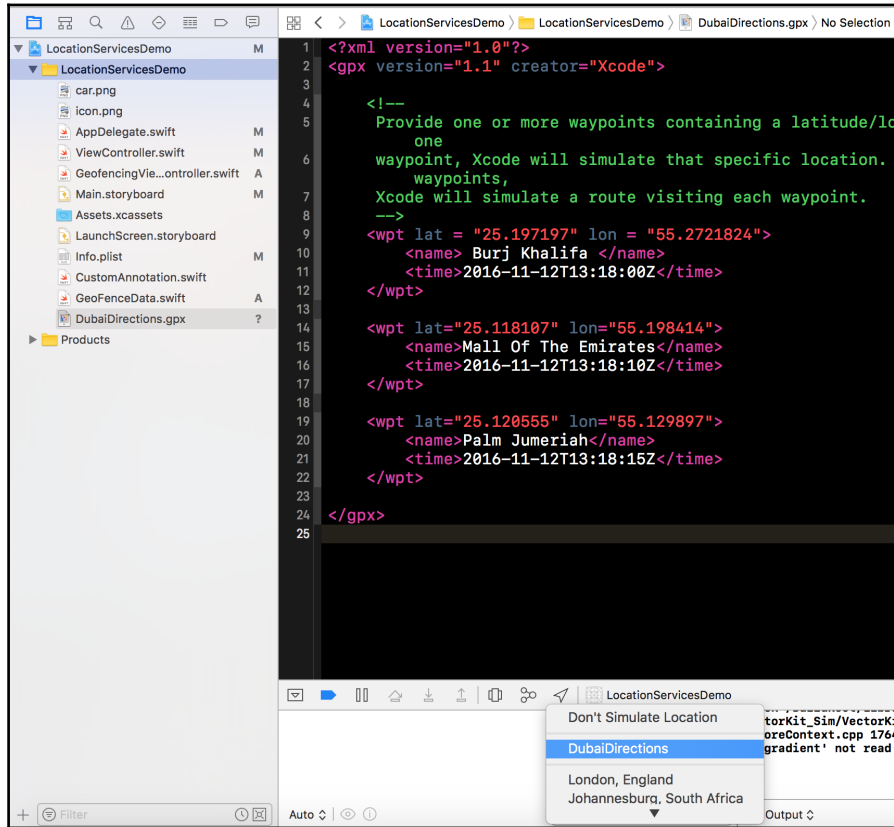 LocationServicesDemo 〉 LocationServicesDemo 〉 DubaiDirections.gpx 〉 No Selection
LocationServicesDemo M
LocationServicesDemo
car.png
icon.png
AppDelegate.swift M
ViewController.swift M
GeofencingVie...ontroller.swift A
Main.storyboard M
Assets.xcassets
LaunchScreen.storyboard
Info.plist M
CustomAnnotation.swift
GeoFenceData.swift A
DubaiDirections.gpx ?
Products
1 <?xml version="1.0"?>
2 <gpx version="1.1" creator="Xcode">
3
4 <!--
5 Provide one or more waypoints containing a latitude/lo
one
6 waypoint, Xcode will simulate that specific location.
waypoints,
7 Xcode will simulate a route visiting each waypoint.
8 -->
9 <wpt lat = "25.197197" lon = "55.2721824">
10 <name> Burj Khalifa </name>
11 <time>2016-11-12T13:18:00Z</time>
12 </wpt>
13
14 <wpt lat="25.118107" lon="55.198414">
15 <name>Mall Of The Emirates</name>
16 <time>2016-11-12T13:18:10Z</time>
17 </wpt>
18
19 <wpt lat="25.120555" lon="55.129897">
20 <name>Palm Jumeriah</name>
21 <time>2016-11-12T13:18:15Z</time>
22 </wpt>
23
24 </gpx>
25
LocationServicesDemo
Don't Simulate Location
DubaiDirections
London, England
Johannesburg, South Africa
torKit_Sim/VectorKi
oreContext.cpp 1764
gradient' not read
Filter
Auto
Output